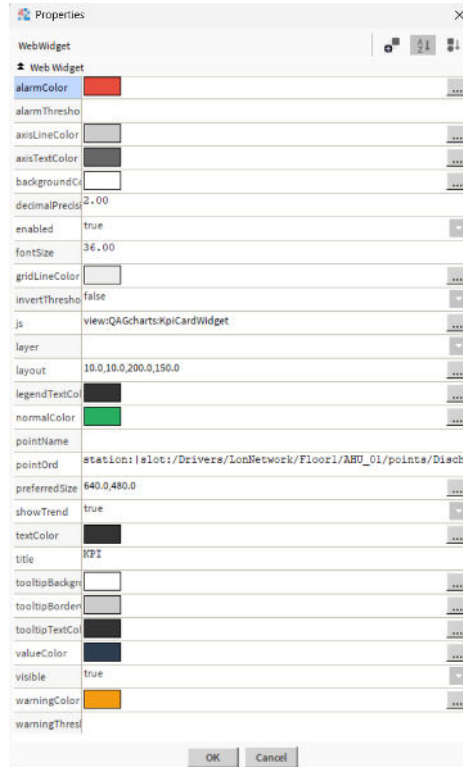 Properties
WebWidget
Web Widget
alarmColor
alarmThresho
axisLineColor
axisTextColor
backgroundCo
decimalPrecisi 2.00
enabled true
fontSize 36.00
gridLineColor
invertThresho false
js view:QAGcharts:KpiCardWidget
layer
layout 10.0,10.0,200.0,150.0
legendTextCol
normalColor
pointName
pointOrd station:|slot:/Drivers/LonNetwork/Floor1/AHU_01/points/Disch
preferredSize 640.0,480.0
showTrend true
textColor
title KPI
tooltipBackgro
tooltipBorder
tooltipTextCol
valueColor
visible true
warningColor
warningThresh
OK Cancel